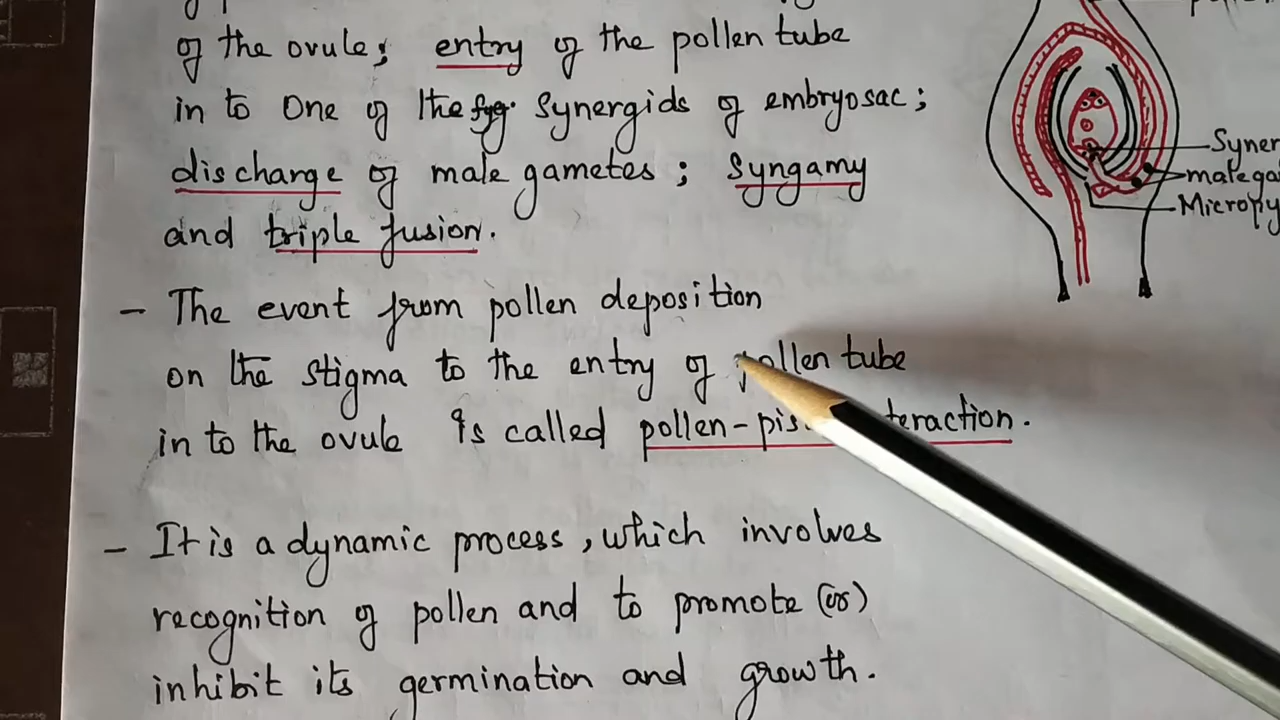 of the ovule; entry of the pollen tube
in to One of the synergids of embryosac;
discharge of male gametes; Syngamy
and triple fusion.
Syner
male ga
Micropy
- The event from pollen deposition
on the stigma to the entry of pollen tube
in to the ovule is called pollen-pis teraction.
- It is a dynamic process, which involves
recognition of pollen and to promote (or)
inhibit its germination and growth.